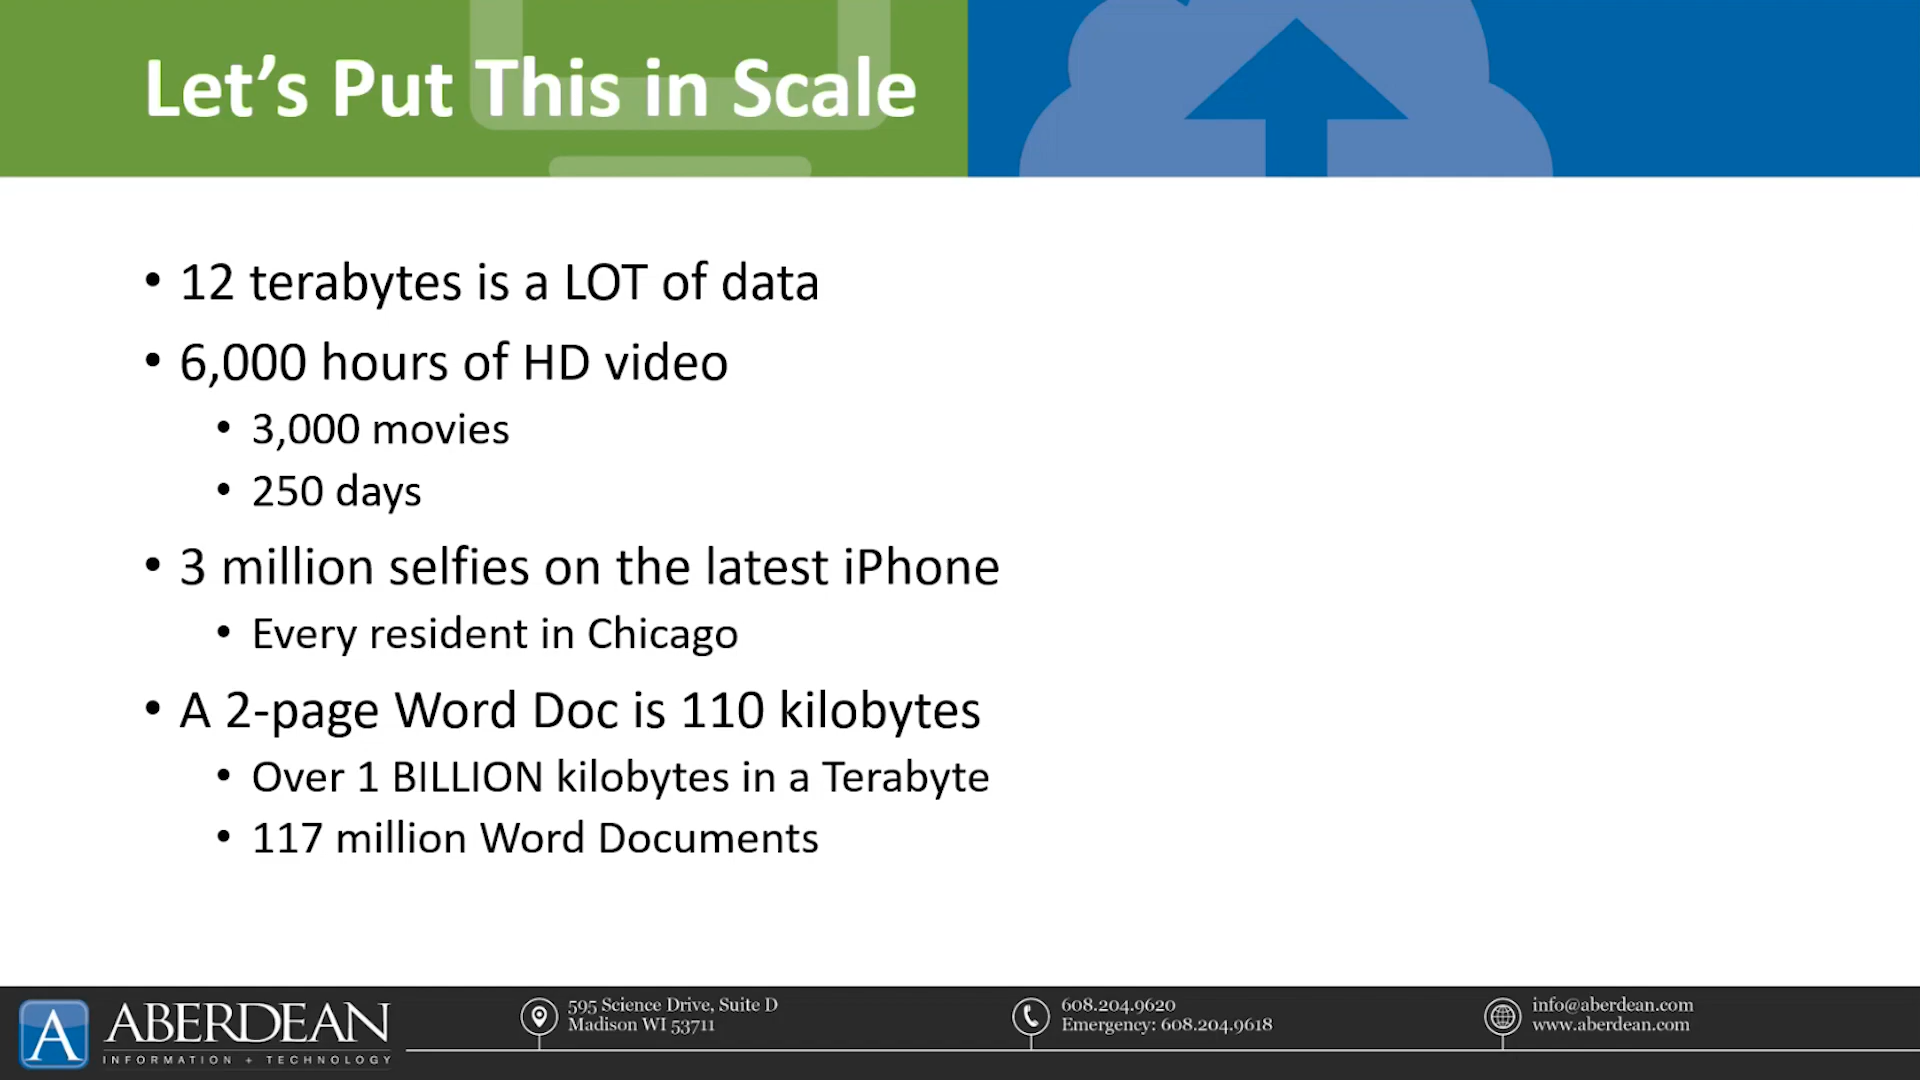 Let’s Put This in Scale
• 12 terabytes is a LOT of data
• 6,000 hours of HD video
• 3,000 movies
• 250 days
• 3 million selfies on the latest iPhone
• Every resident in Chicago
• A 2-page Word Doc is 110 kilobytes
• Over 1 BILLION kilobytes in a Terabyte
• 117 million Word Documents
A ABERDEAN
INFORMATION + TECHNOLOGY
595 Science Drive, Suite D
Madison WI 53711
608.204.9620
Emergency: 608.204.9618
info@aberdean.com
www.aberdean.com